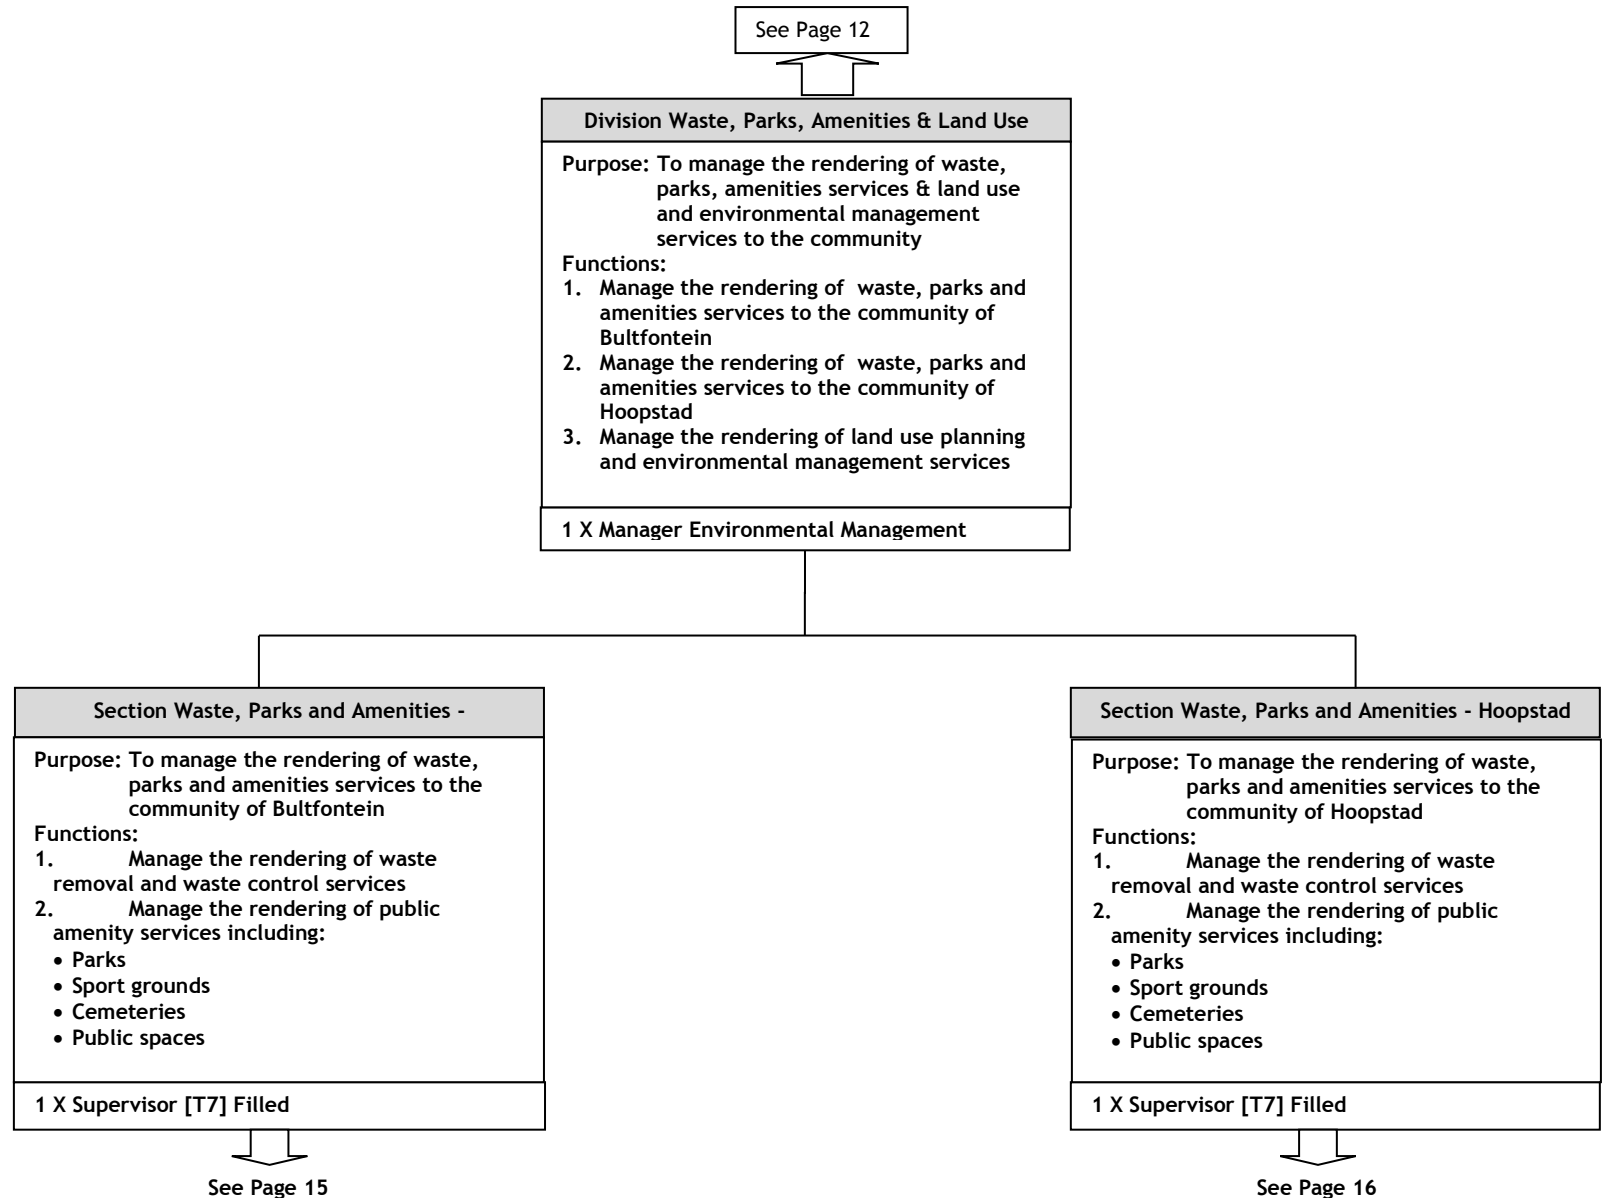 See Page 12
Division Waste, Parks, Amenities & Land Use
Purpose: To manage the rendering of waste,
parks, amenities services & land use
and environmental management
services to the community
Functions:
1. Manage the rendering of  waste, parks and
amenities services to the community of
Bultfontein
2. Manage the rendering of  waste, parks and
amenities services to the community of
Hoopstad
3. Manage the rendering of land use planning
and environmental management services
1 X Manager Environmental Management
Section Waste, Parks and Amenities -
Purpose: To manage the rendering of waste,
parks and amenities services to the
community of Bultfontein
Functions:
1. Manage the rendering of waste
removal and waste control services
2. Manage the rendering of public
amenity services including:
• Parks
• Sport grounds
• Cemeteries
• Public spaces
1 X Supervisor [T7] Filled
See Page 15
Section Waste, Parks and Amenities - Hoopstad
Purpose: To manage the rendering of waste,
parks and amenities services to the
community of Hoopstad
Functions:
1. Manage the rendering of waste
removal and waste control services
2. Manage the rendering of public
amenity services including:
• Parks
• Sport grounds
• Cemeteries
• Public spaces
1 X Supervisor [T7] Filled
See Page 16